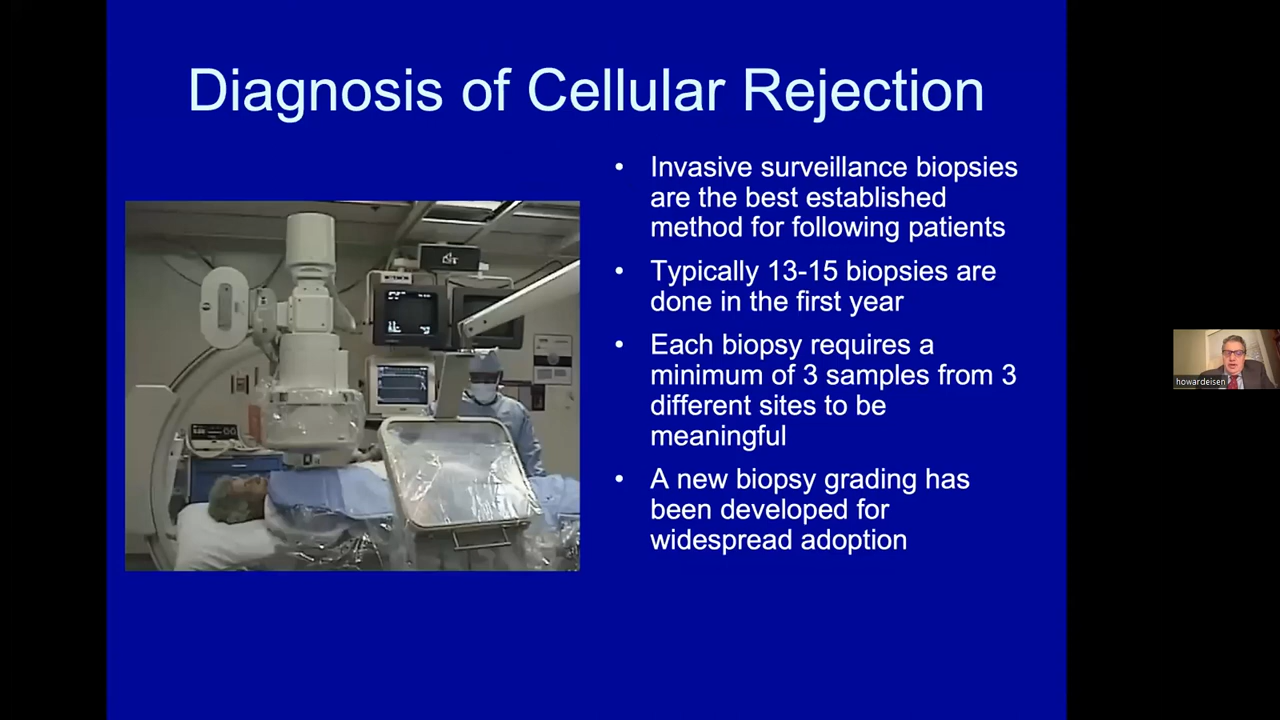 Diagnosis of Cellular Rejection
• Invasive surveillance biopsies
are the best established
method for following patients
• Typically 13-15 biopsies are
done in the first year
• Each biopsy requires a
minimum of 3 samples from 3
different sites to be
meaningful
• A new biopsy grading has
been developed for
widespread adoption
howardeisen